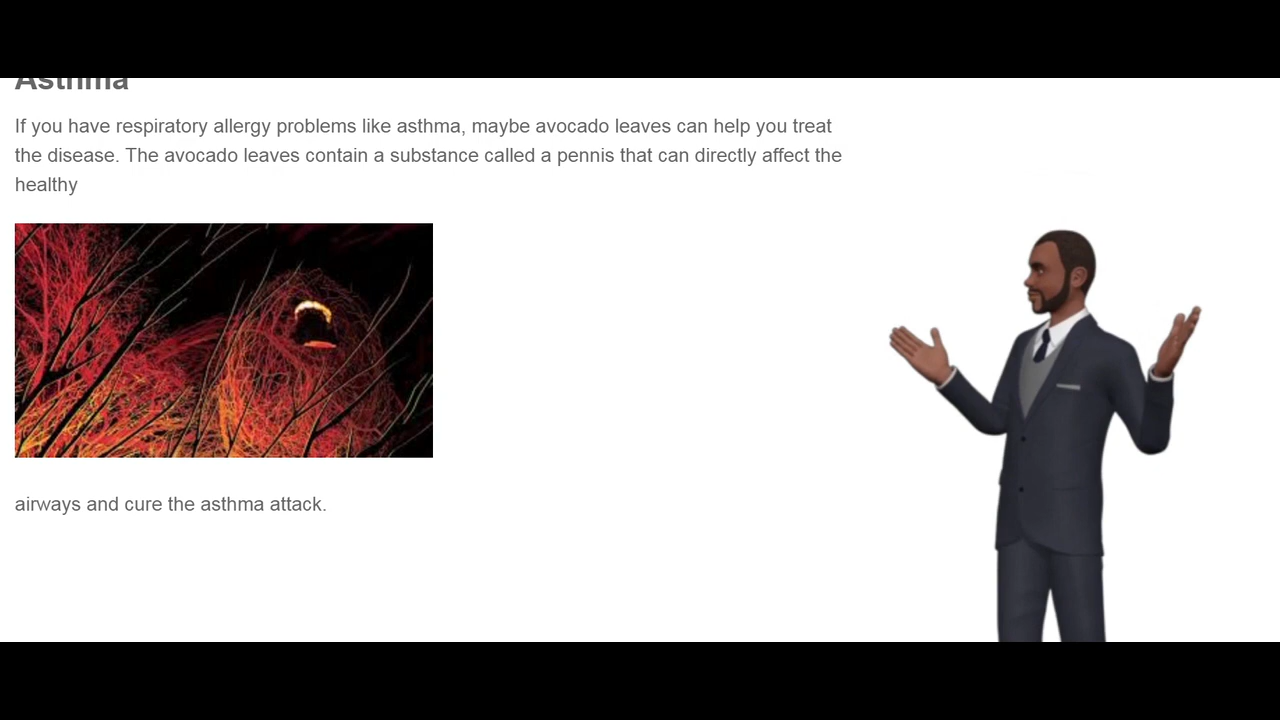 Asthma
If you have respiratory allergy problems like asthma, maybe avocado leaves can help you treat
the disease. The avocado leaves contain a substance called a pennis that can directly affect the
healthy
airways and cure the asthma attack.